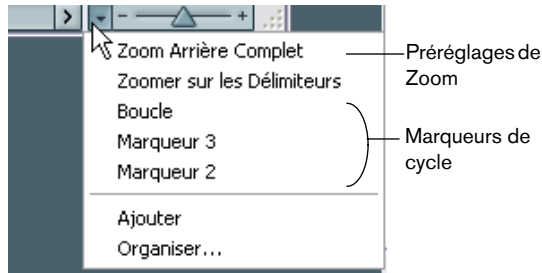 Zoom Arrière Complet
Zoomer sur les Délimiteurs
Boucle
Marqueur 3
Marqueur 2
Ajouter
Organiser...
Préréglages de
Zoom
Marqueurs de
cycle